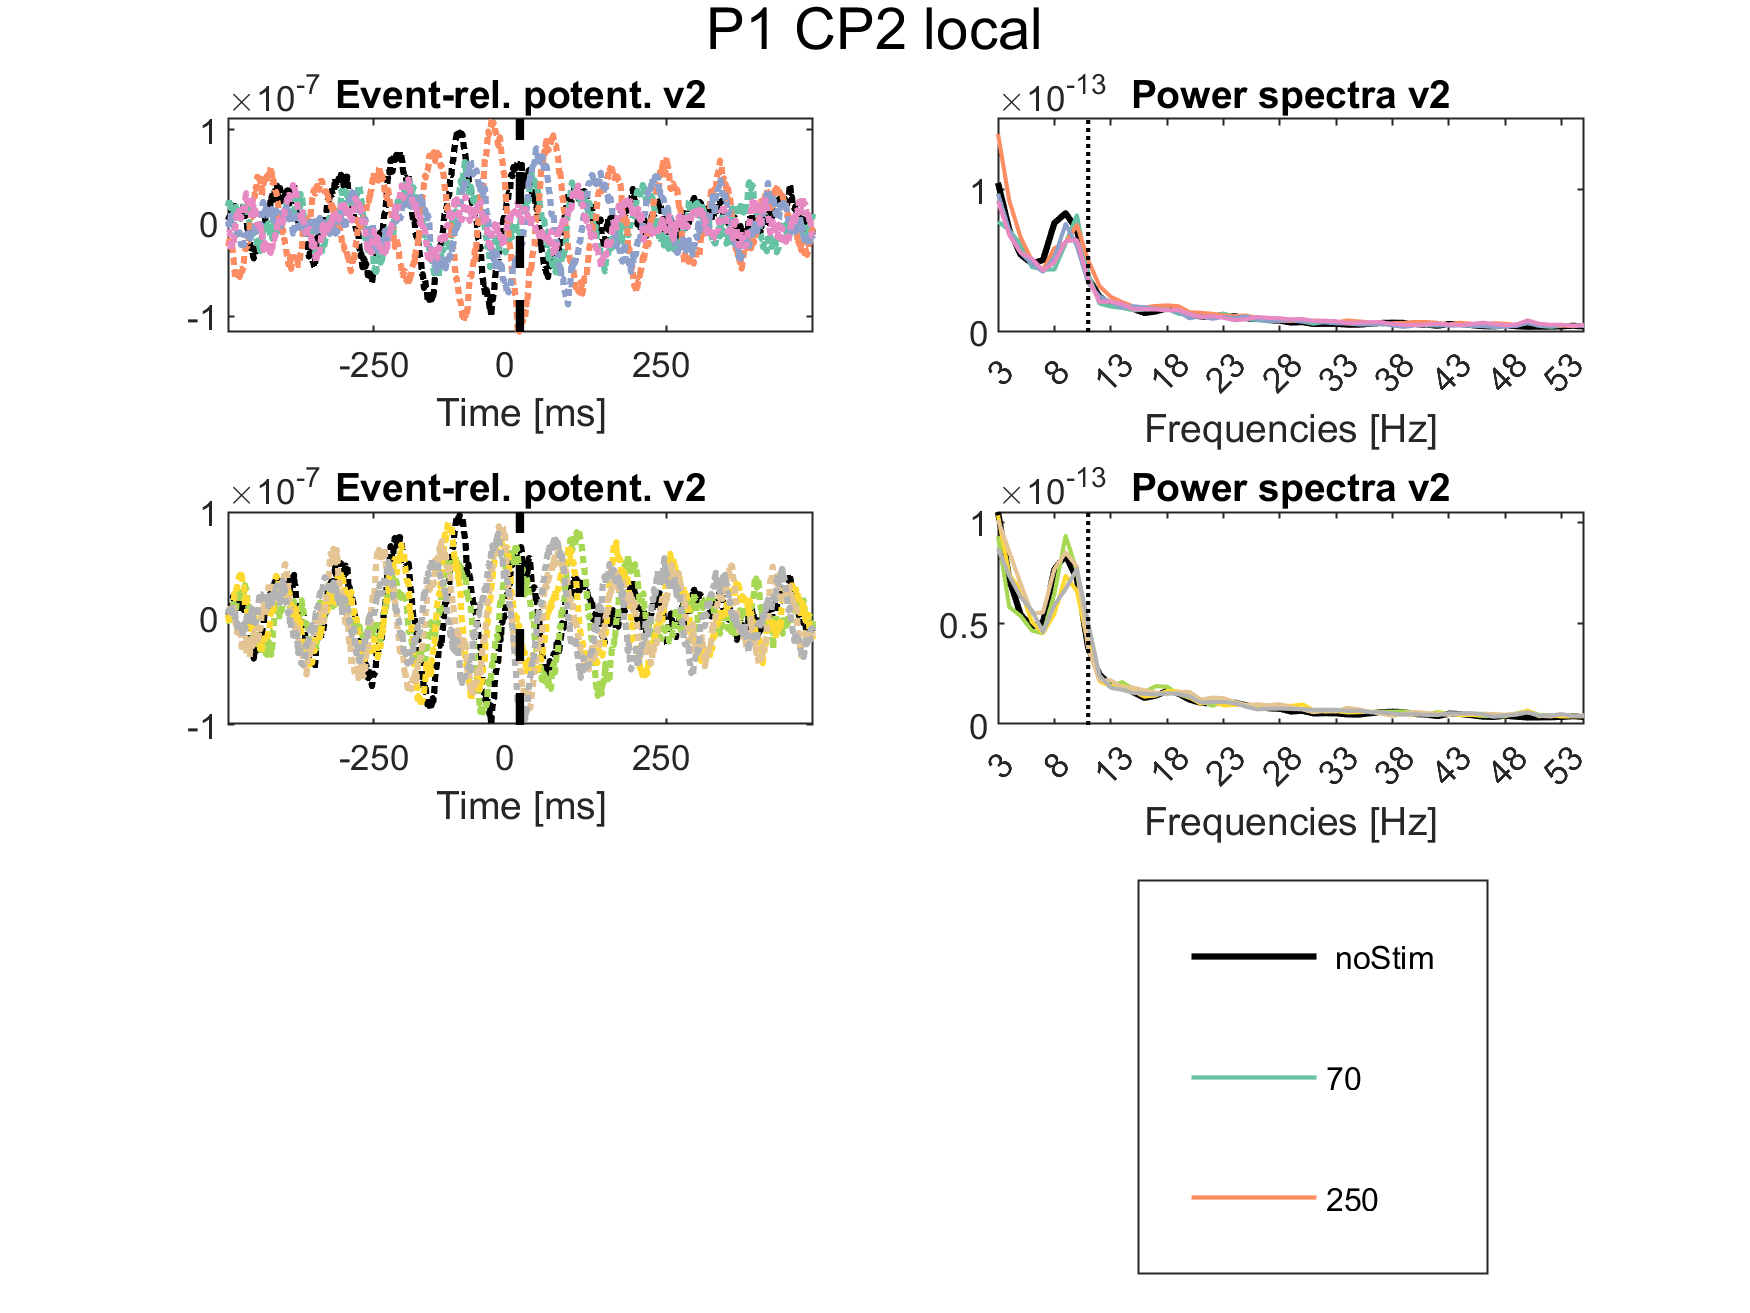 P1 CP2 local
×10-7 Event-rel. potent. v2
1
0
-1
-250 0 250
Time [ms]
×10-13 Power spectra v2
1
0
3 8 13 18 23 28 33 38 43 48 53
Frequencies [Hz]
×10-7 Event-rel. potent. v2
1
0
-1
-250 0 250
Time [ms]
×10-13 Power spectra v2
1
0.5
0
3 8 13 18 23 28 33 38 43 48 53
Frequencies [Hz]
noStim
70
250